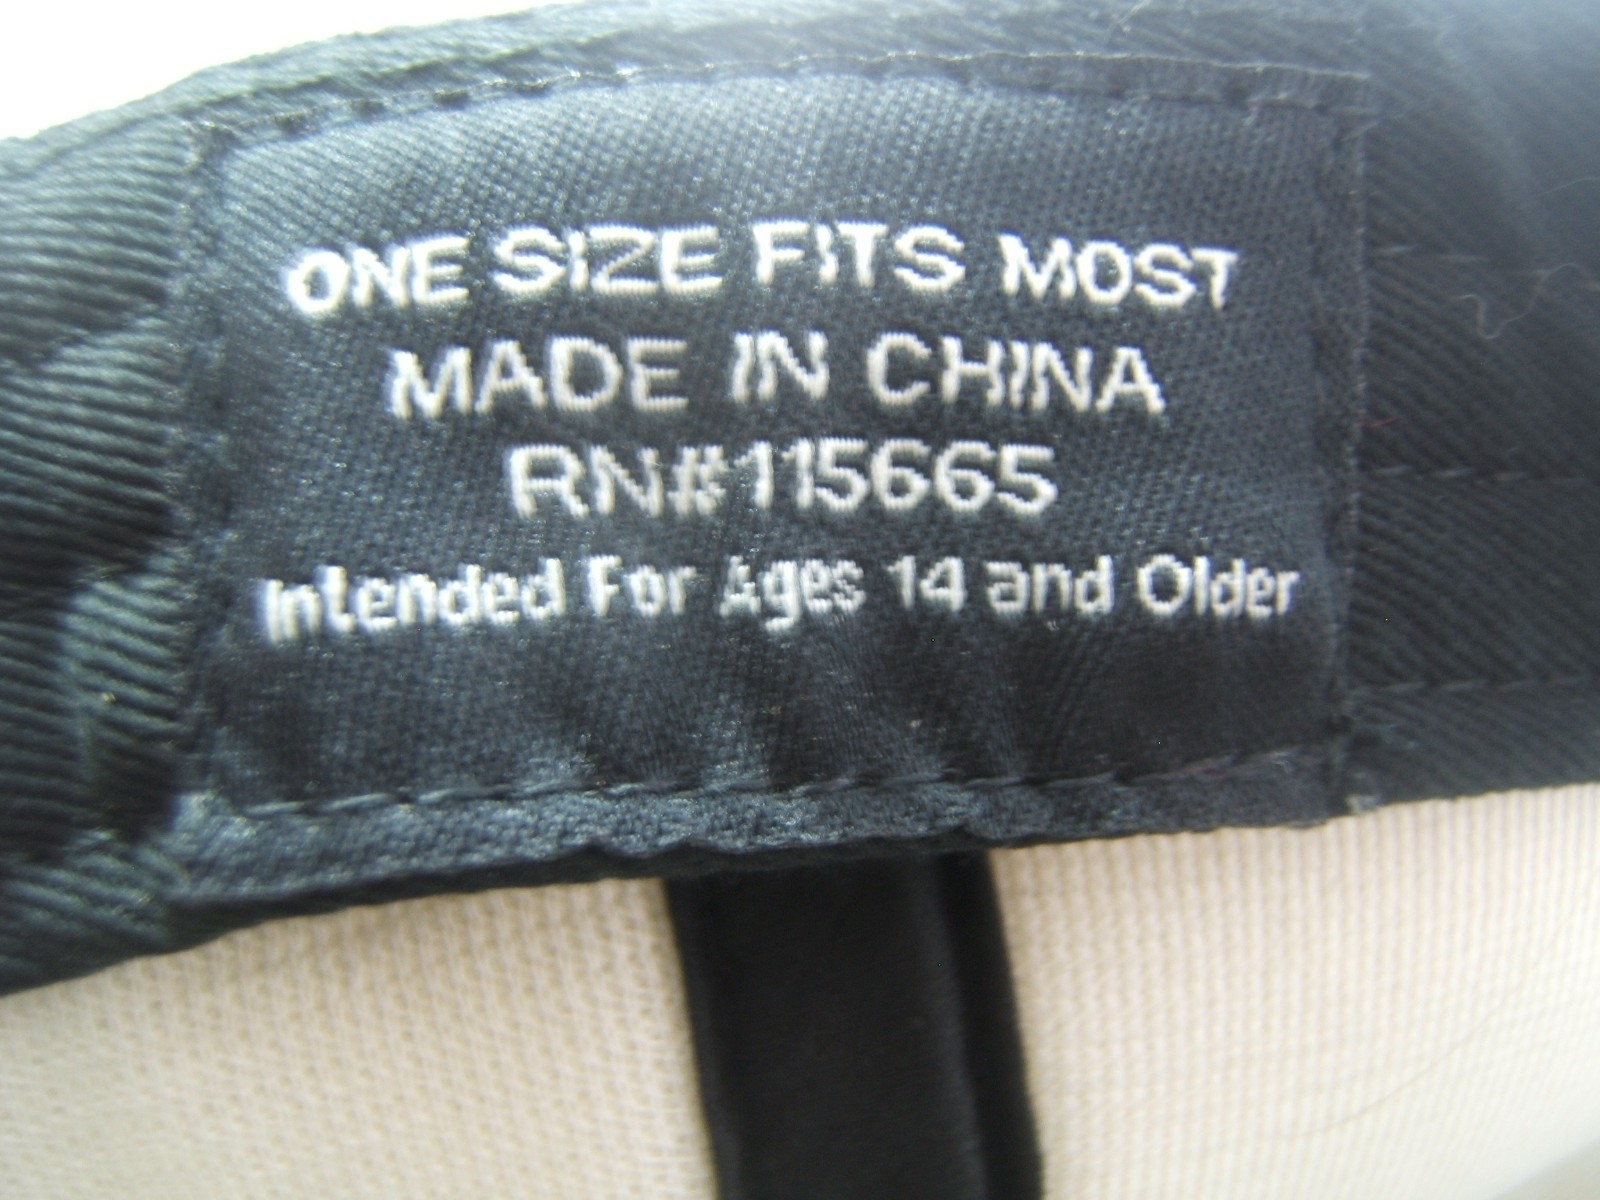 ONE SIZE FITS MOST
MADE IN CHINA
RN#115665
Intended For Ages 14 and Older